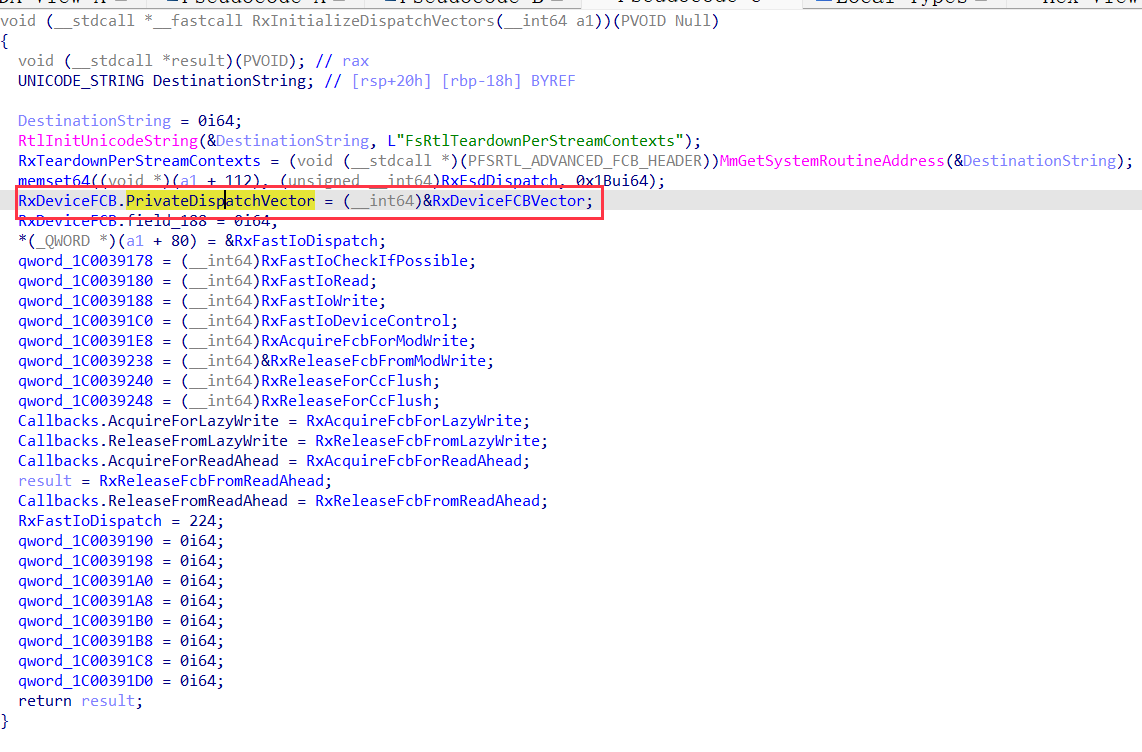 void (__stdcall *__fastcall RxInitializeDispatchVectors(__int64 a1))(PVOID Null)
{
void (__stdcall *result)(PVOID); // rax
UNICODE_STRING DestinationString; // [rsp+20h] [rbp-18h] BYREF
DestinationString = 0i64;
RtlInitUnicodeString(&DestinationString, L"FsRtlTeardownPerStreamContexts");
RxTeardownPerStreamContexts = (void (__stdcall *)(PFSRTL_ADVANCED_FCB_HEADER))MmGetSystemRoutineAddress(&DestinationString);
memset64((void *)(a1 + 112), (unsigned __int64)RxFsdDispatch, 0x1Bui64);
RxDeviceFCB.PrivateDispatchVector = (__int64)&RxDeviceFCBVector;
RxDeviceFCB.field_188 = 0i64;
*(_QWORD *)(a1 + 80) = &RxFastIoDispatch;
qword_1C0039178 = (__int64)RxFastIoCheckIfPossible;
qword_1C0039180 = (__int64)RxFastIoRead;
qword_1C0039188 = (__int64)RxFastIoWrite;
qword_1C00391C0 = (__int64)RxFastIoDeviceControl;
qword_1C00391E8 = (__int64)RxAcquireFcbForModWrite;
qword_1C0039238 = (__int64)&RxReleaseFcbFromModWrite;
qword_1C0039240 = (__int64)RxReleaseForCcFlush;
qword_1C0039248 = (__int64)RxReleaseForCcFlush;
Callbacks.AcquireForLazyWrite = RxAcquireFcbForLazyWrite;
Callbacks.ReleaseFromLazyWrite = RxReleaseFcbFromLazyWrite;
Callbacks.AcquireForReadAhead = RxAcquireFcbForReadAhead;
result = RxReleaseFcbFromReadAhead;
Callbacks.ReleaseFromReadAhead = RxReleaseFcbFromReadAhead;
RxFastIoDispatch = 224;
qword_1C0039190 = 0i64;
qword_1C0039198 = 0i64;
qword_1C00391A0 = 0i64;
qword_1C00391A8 = 0i64;
qword_1C00391B0 = 0i64;
qword_1C00391B8 = 0i64;
qword_1C00391C8 = 0i64;
qword_1C00391D0 = 0i64;
return result;
}